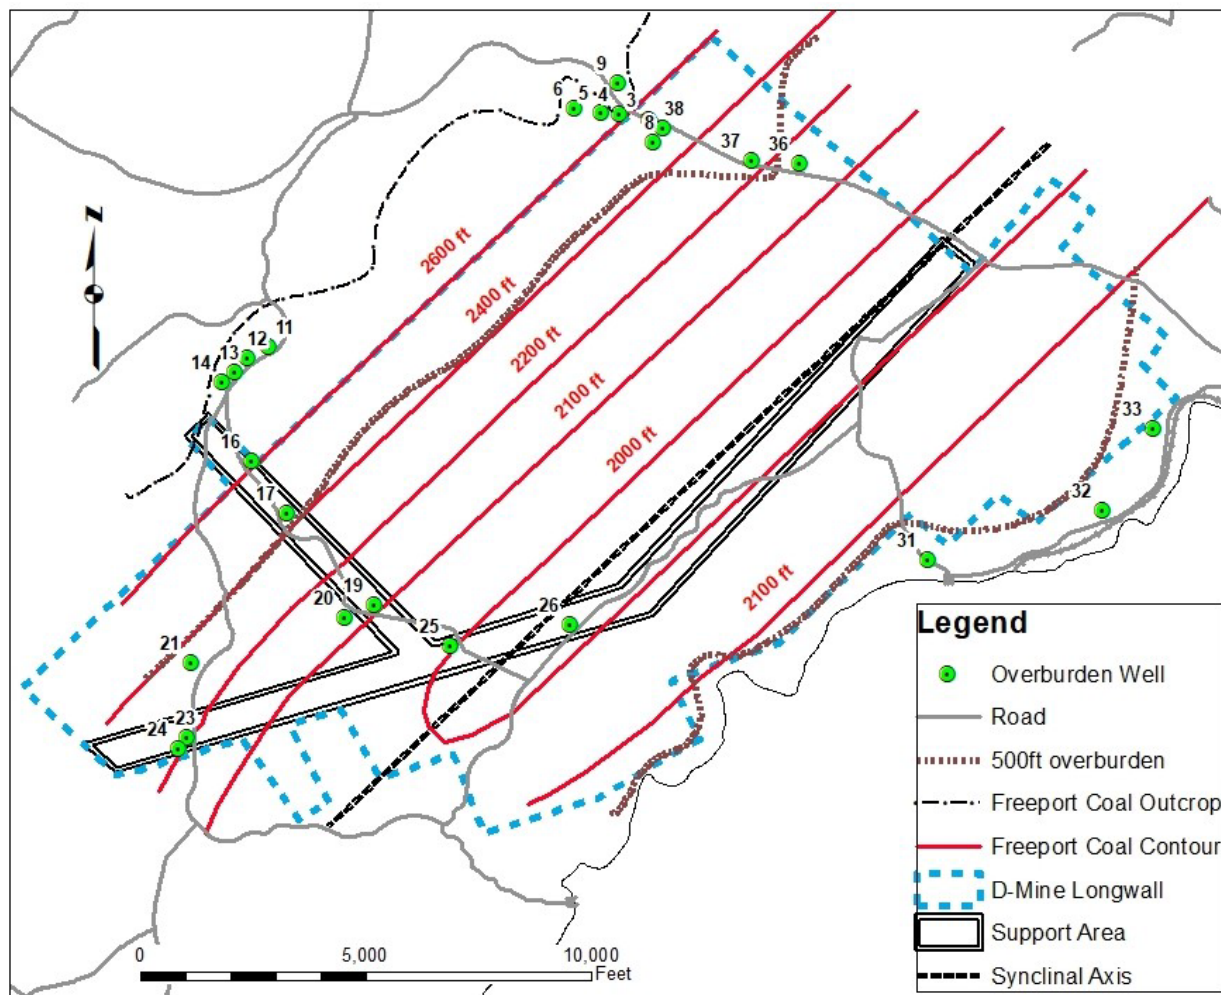 9
6
5
4
3
38
8
37
36
2600 ft
2400 ft
2200 ft
2100 ft
2000 ft
11
12
13
14
16
17
33
32
31
19
20
26
25
21
2100 ft
23
24
Z
Legend
Overburden Well
Road
500ft overburden
Freeport Coal Outcrop
Freeport Coal Contour
D-Mine Longwall
Support Area
Synclinal Axis
0 5,000 10,000
Feet